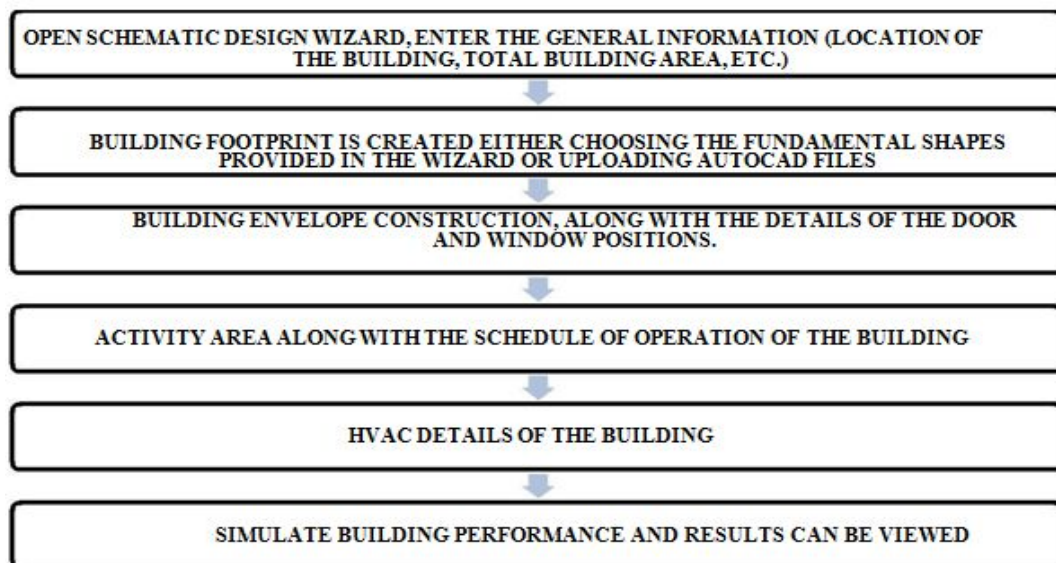 OPEN SCHEMATIC DESIGN WIZARD, ENTER THE GENERAL INFORMATION (LOCATION OF
THE BUILDING, TOTAL BUILDING AREA, ETC.)
BUILDING FOOTPRINT IS CREATED EITHER CHOOSING THE FUNDAMENTAL SHAPES
PROVIDED IN THE WIZARD OR UPLOADING AUTOCAD FILES
BUILDING ENVELOPE CONSTRUCTION, ALONG WITH THE DETAILS OF THE DOOR
AND WINDOW POSITIONS.
ACTIVITY AREA ALONG WITH THE SCHEDULE OF OPERATION OF THE BUILDING
HVAC DETAILS OF THE BUILDING
SIMULATE BUILDING PERFORMANCE AND RESULTS CAN BE VIEWED